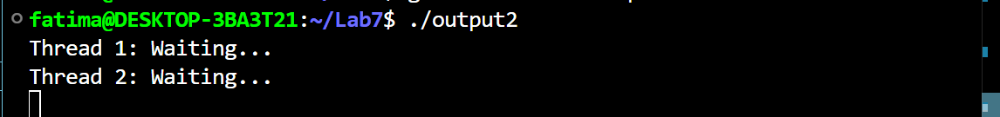 fatima@DESKTOP-3BA3T21:~/Lab7$ ./output2
Thread 1: Waiting...
Thread 2: Waiting...